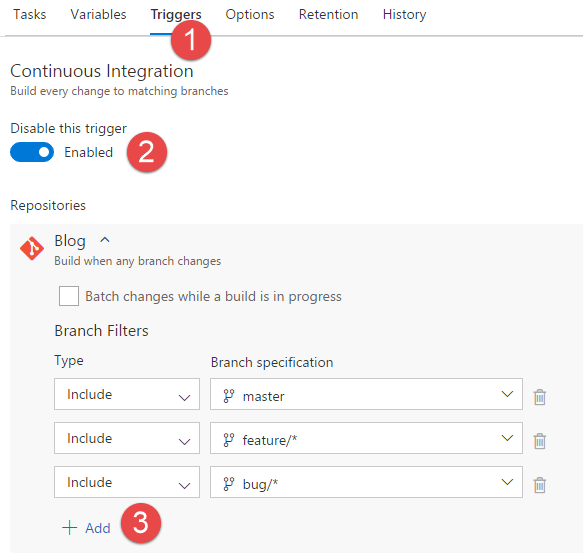 Tasks Variables Triggers Options Retention History
1
Continuous Integration
Build every change to matching branches
Disable this trigger
Enabled 2
Repositories
Blog
Build when any branch changes
Batch changes while a build is in progress
Branch Filters
Type Branch specification
Include master
Include feature/*
Include bug/*
+ Add 3